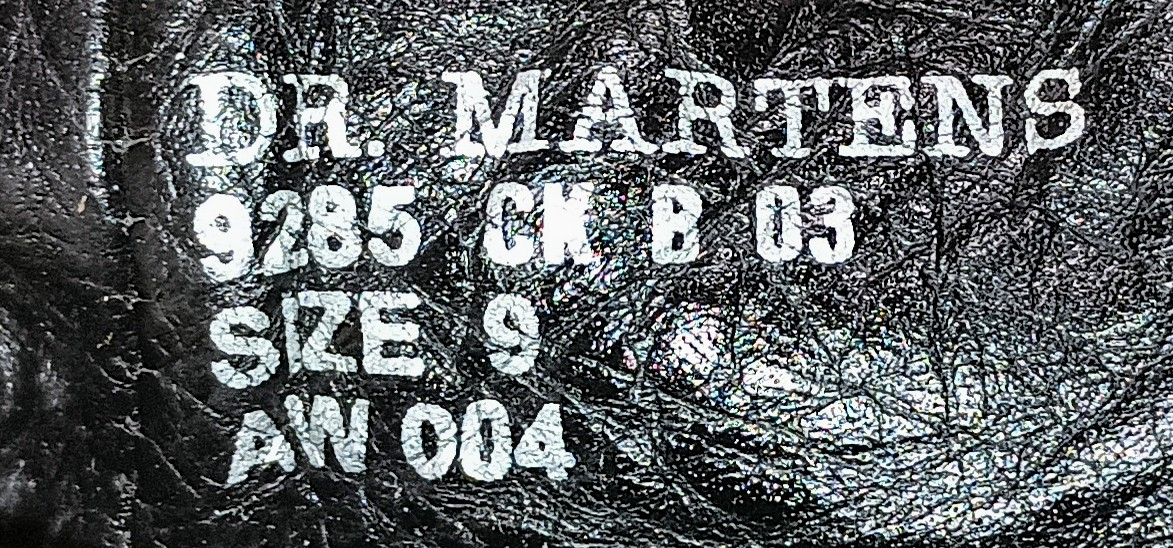 DR. MARTENS
9285 CK B 03
SIZE 9
AW 004